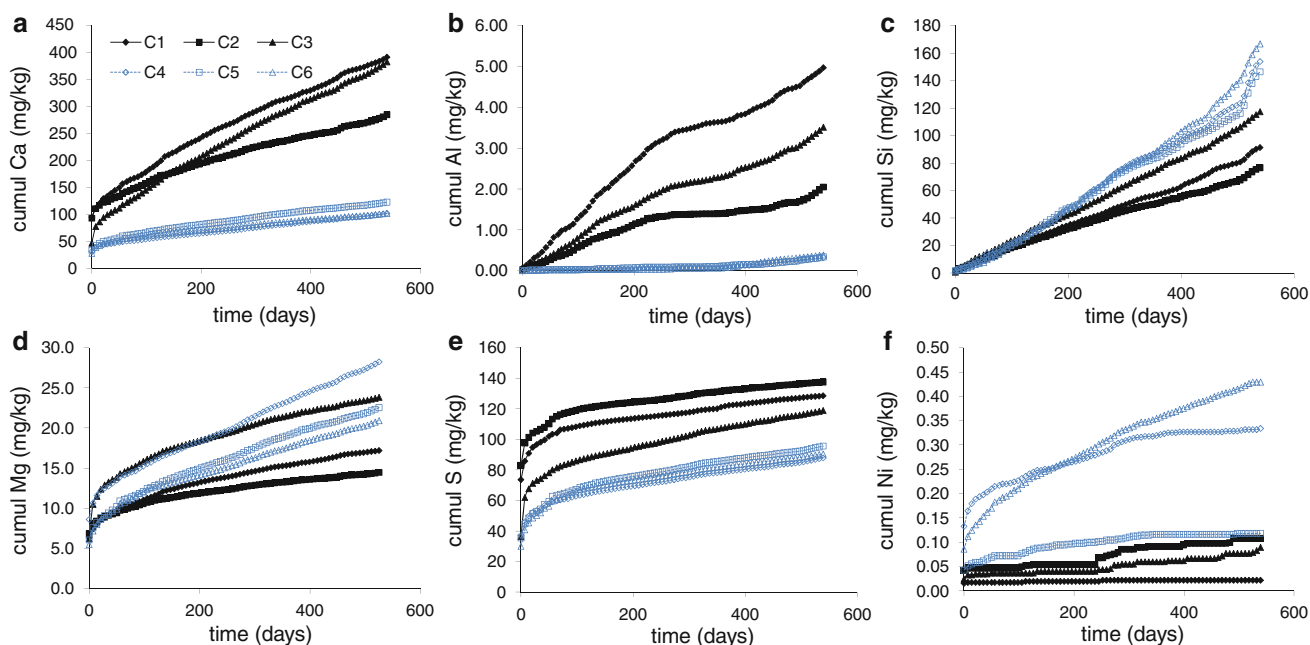 a
cumul Ca (mg/kg)
450
400
350
300
250
200
150
100
50
0
C1 C2 C3
C4 C5 C6
0 200 400 600
time (days)
b
cumul Al (mg/kg)
6.00
5.00
4.00
3.00
2.00
1.00
0.00
0 200 400 600
time (days)
c
cumul Si (mg/kg)
180
160
140
120
100
80
60
40
20
0
0 200 400 600
time (days)
d
cumul Mg (mg/kg)
30.0
25.0
20.0
15.0
10.0
5.0
0.0
0 200 400 600
time (days)
e
cumul S (mg/kg)
160
140
120
100
80
60
40
20
0
0 200 400 600
time (days)
f
cumul Ni (mg/kg)
0.50
0.45
0.40
0.35
0.30
0.25
0.20
0.15
0.10
0.05
0.00
0 200 400 600
time (days)